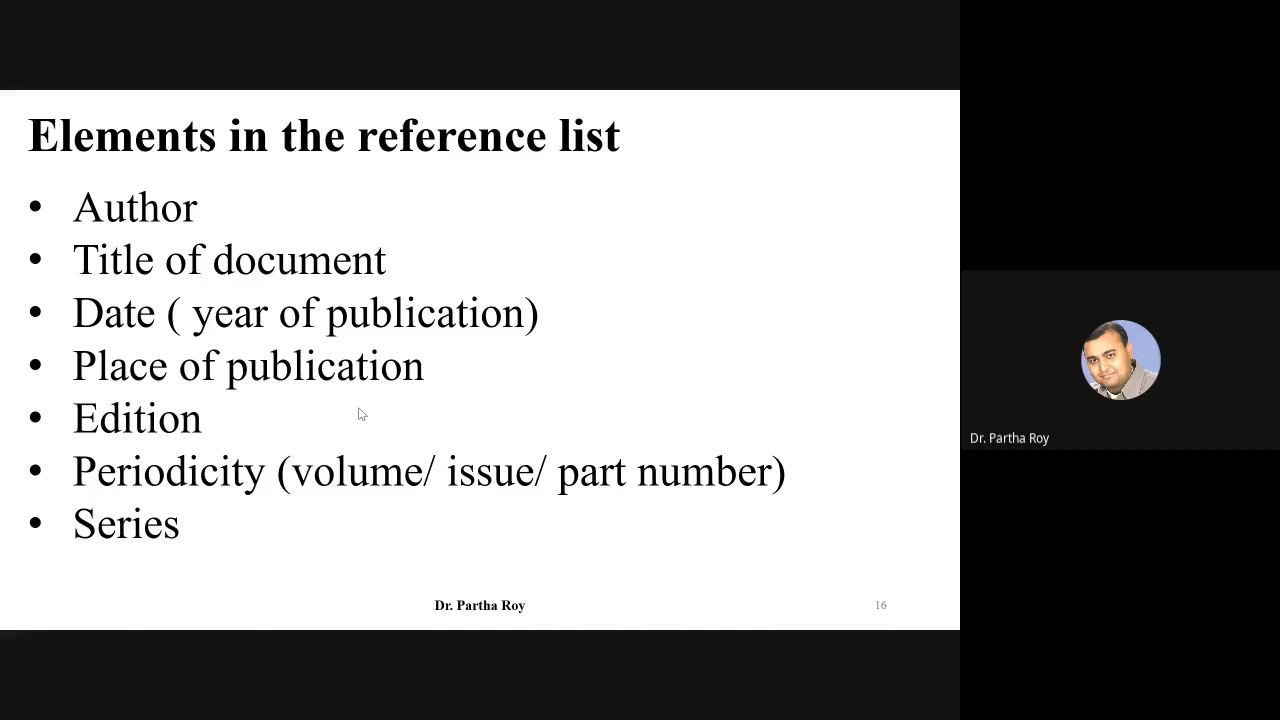 Elements in the reference list
• Author
• Title of document
• Date ( year of publication)
• Place of publication
• Edition
• Periodicity (volume/ issue/ part number)
• Series
Dr. Partha Roy
16
Dr. Partha Roy